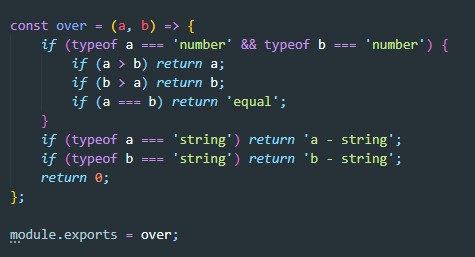 const over = (a, b) => {
    if (typeof a === 'number' && typeof b === 'number') {
        if (a > b) return a;
        if (b > a) return b;
        if (a === b) return 'equal';
    }
    if (typeof a === 'string') return 'a - string';
    if (typeof b === 'string') return 'b - string';
    return 0;
};

module.exports = over;